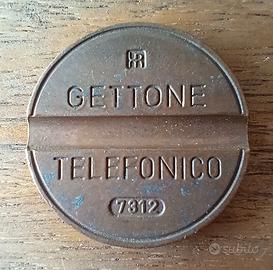 GETTONE
TELEFONICO
7312
subito